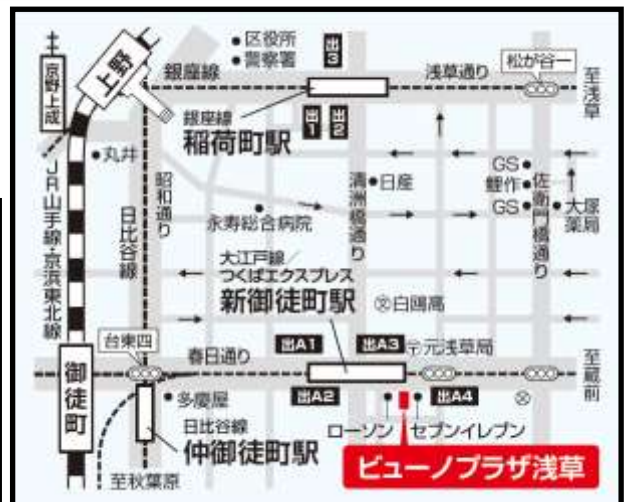 区役所
警察署
出
3
上野
京成上野
銀座線
浅草通り
松が谷一
至浅草
銀座線
稲荷町駅
出
1
出
2
丸井
JR山手線・京浜東北線
日比谷線
昭和通り
清洲橋通り
日産
GS
鯉作
GS
佐衛門橋通り
大塚
薬局
永寿総合病院
大江戸線/
つくばエクスプレス
新御徒町駅
文白鴎高
台東四
春日通り
出A1
出A3
〒元浅草局
至蔵前
御徒町
多慶屋
出A2
出A4
日比谷線
仲御徒町駅
ローソン
セブンイレブン
至秋葉原
ビューノプラザ浅草